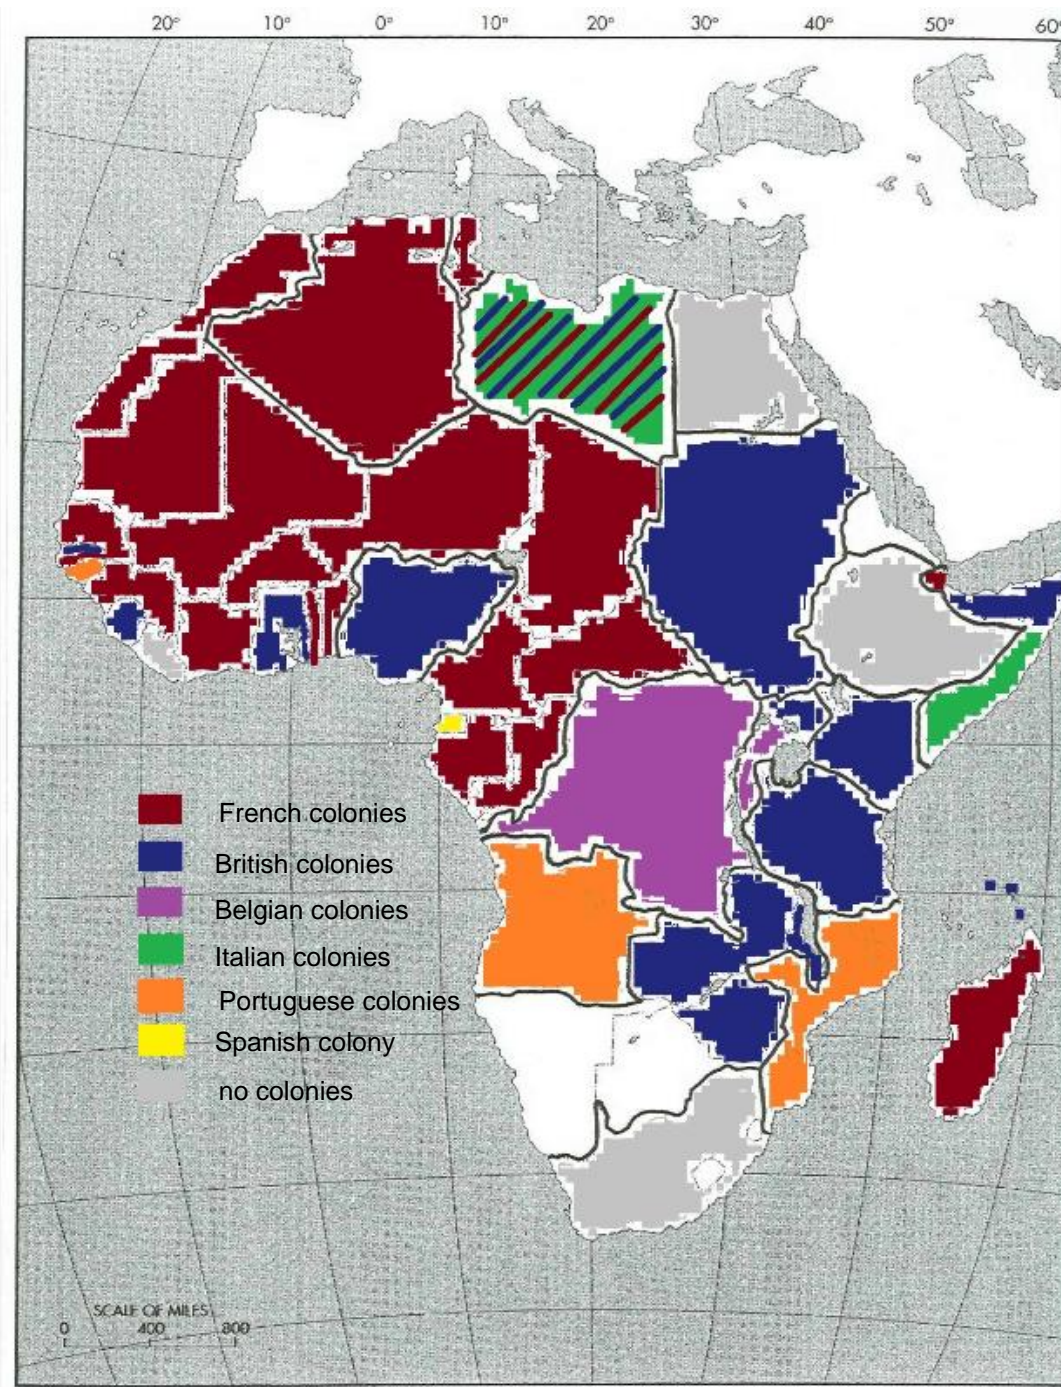 20° 10° 0° 10° 20° 30° 40° 50° 60°
French colonies
British colonies
Belgian colonies
Italian colonies
Portuguese colonies
Spanish colony
no colonies
SCALE OF MILES
0 400 800